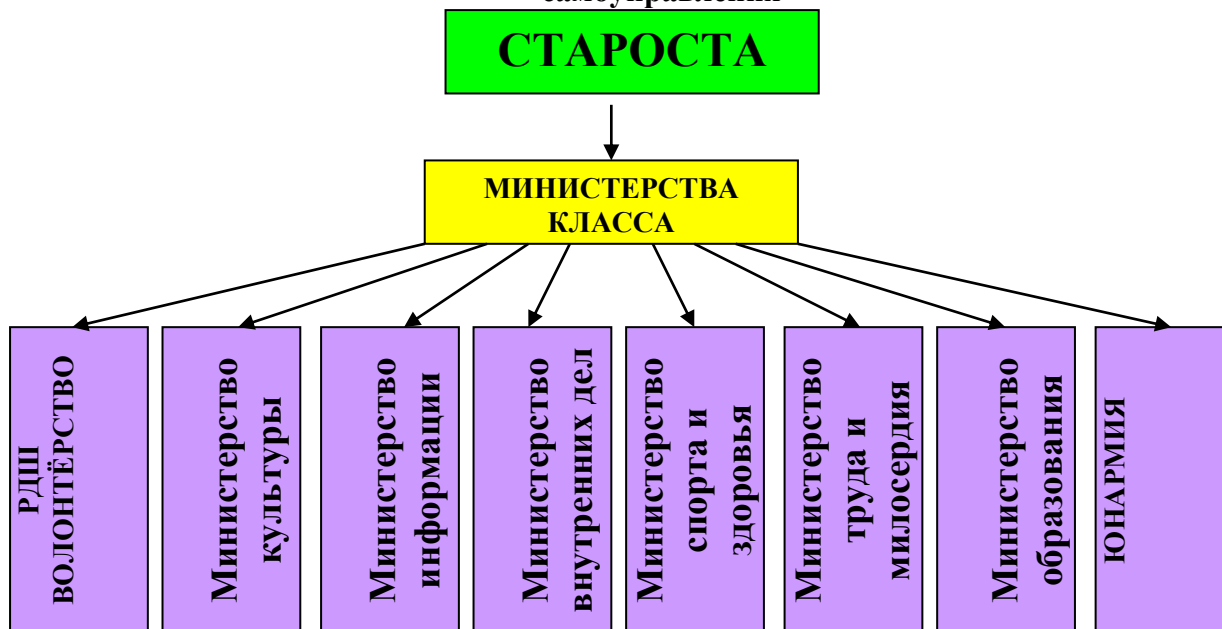 самоуправления
СТАРОСТА
МИНИСТЕРСТВА
КЛАССА
РДШ
ВОЛОНТЁРСТВО
Министерство
культуры
Министерство
информации
Министерство
внутренних дел
Министерство
спорта и
здоровья
Министерство
труда и
милосердия
Министерство
образования
ЮНАРМИЯ